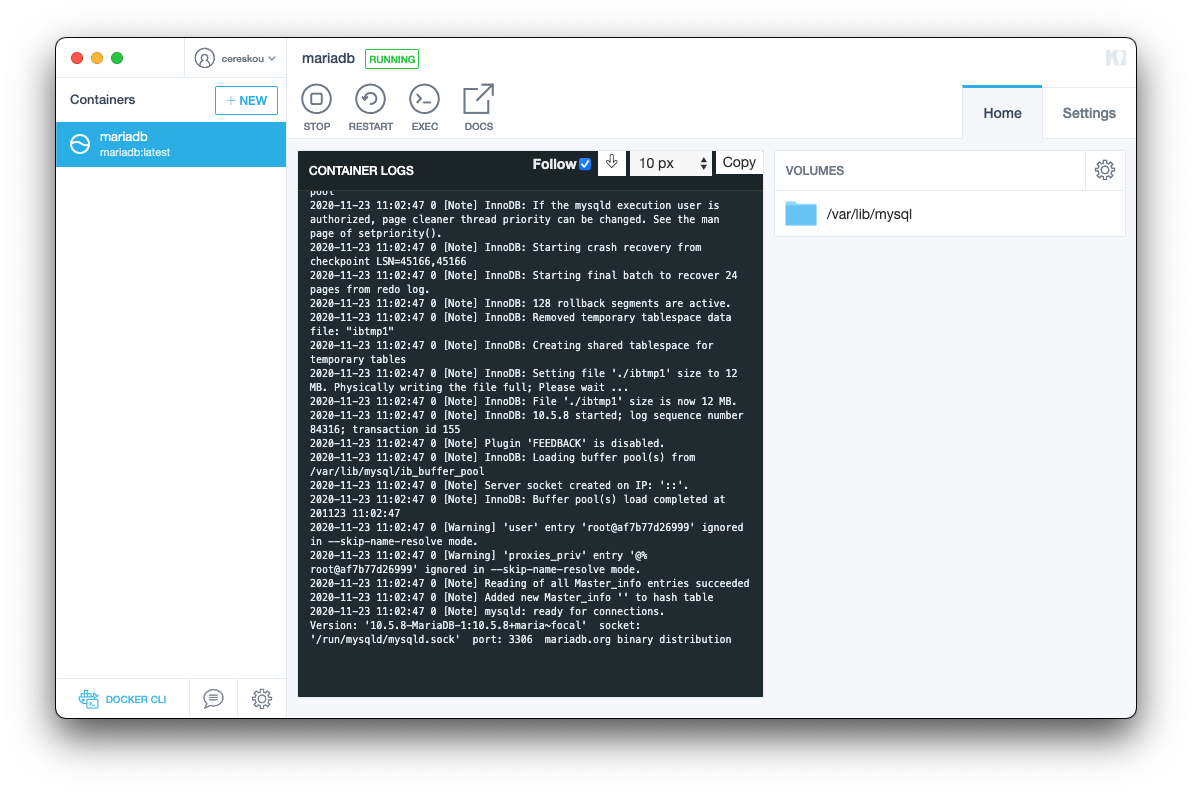 cereskou
mariadb RUNNING
Containers
+ NEW
STOP RESTART EXEC DOCS
Home Settings
mariadb
mariadb:latest
CONTAINER LOGS
Follow
10 px
Copy
VOLUMES
/var/lib/mysql
pool
2020-11-23 11:02:47 0 [Note] InnoDB: If the mysqld execution user is
authorized, page cleaner thread priority can be changed. See the man
page of setpriority().
2020-11-23 11:02:47 0 [Note] InnoDB: Starting crash recovery from
checkpoint LSN=45166,45166
2020-11-23 11:02:47 0 [Note] InnoDB: Starting final batch to recover 24
pages from redo log.
2020-11-23 11:02:47 0 [Note] InnoDB: 128 rollback segments are active.
2020-11-23 11:02:47 0 [Note] InnoDB: Removed temporary tablespace data
file: "ibtmp1"
2020-11-23 11:02:47 0 [Note] InnoDB: Creating shared tablespace for
temporary tables
2020-11-23 11:02:47 0 [Note] InnoDB: Setting file './ibtmp1' size to 12
MB. Physically writing the file full; Please wait ...
2020-11-23 11:02:47 0 [Note] InnoDB: File './ibtmp1' size is now 12 MB.
2020-11-23 11:02:47 0 [Note] InnoDB: 10.5.8 started; log sequence number
84316; transaction id 155
2020-11-23 11:02:47 0 [Note] Plugin 'FEEDBACK' is disabled.
2020-11-23 11:02:47 0 [Note] InnoDB: Loading buffer pool(s) from
/var/lib/mysql/ib_buffer_pool
2020-11-23 11:02:47 0 [Note] Server socket created on IP: '::'.
2020-11-23 11:02:47 0 [Note] InnoDB: Buffer pool(s) load completed at
201123 11:02:47
2020-11-23 11:02:47 0 [Warning] 'user' entry 'root@af7b77d26999' ignored
in --skip-name-resolve mode.
2020-11-23 11:02:47 0 [Warning] 'proxies_priv' entry '@%
root@af7b77d26999' ignored in --skip-name-resolve mode.
2020-11-23 11:02:47 0 [Note] Reading of all Master_info entries succeeded
2020-11-23 11:02:47 0 [Note] Added new Master_info '' to hash table
2020-11-23 11:02:47 0 [Note] mysqld: ready for connections.
Version: '10.5.8-MariaDB-1:10.5.8+maria~focal'  socket:
'/run/mysqld/mysqld.sock'  port: 3306  mariadb.org binary distribution
DOCKER CLI